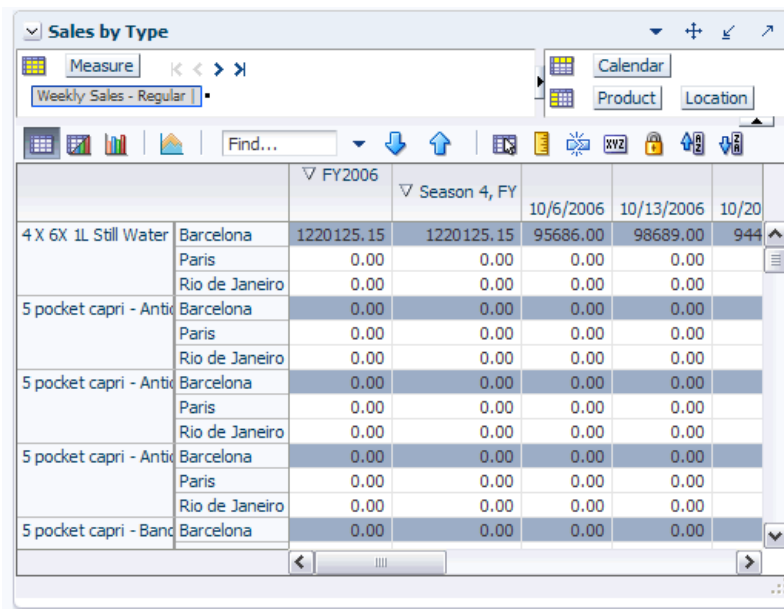 Sales by Type
Measure
Calendar
Weekly Sales - Regular |
Product Location
Find... XYZ A Z Z A
FY2006
Season 4, FY
10/6/2006 10/13/2006 10/20
4 X 6X 1L Still Water Barcelona 1220125.15 1220125.15 95686.00 98689.00 944
Paris 0.00 0.00 0.00 0.00
Rio de Janeiro 0.00 0.00 0.00 0.00
5 pocket capri - Antic Barcelona 0.00 0.00 0.00 0.00
Paris 0.00 0.00 0.00 0.00
Rio de Janeiro 0.00 0.00 0.00 0.00
5 pocket capri - Antic Barcelona 0.00 0.00 0.00 0.00
Paris 0.00 0.00 0.00 0.00
Rio de Janeiro 0.00 0.00 0.00 0.00
5 pocket capri - Antic Barcelona 0.00 0.00 0.00 0.00
Paris 0.00 0.00 0.00 0.00
Rio de Janeiro 0.00 0.00 0.00 0.00
5 pocket capri - Band Barcelona 0.00 0.00 0.00 0.00